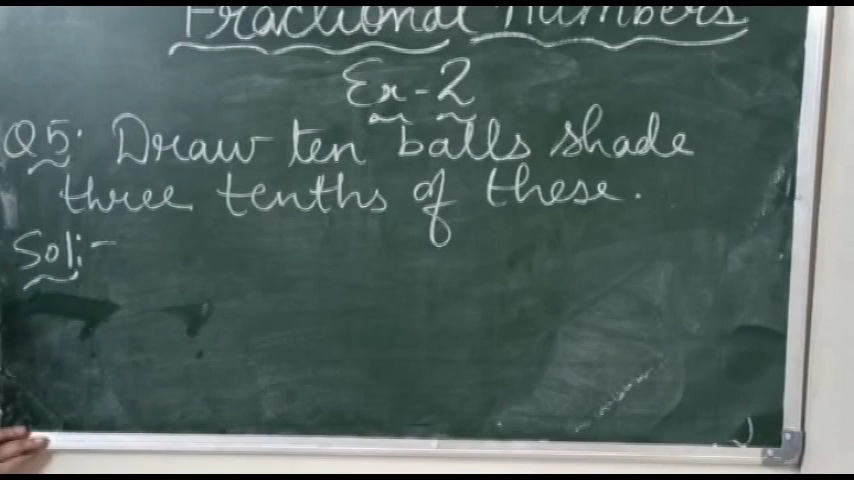 Fractional Numbers
Ex-2
Q5. Draw ten balls shade
three tenths of these.
Sol:-